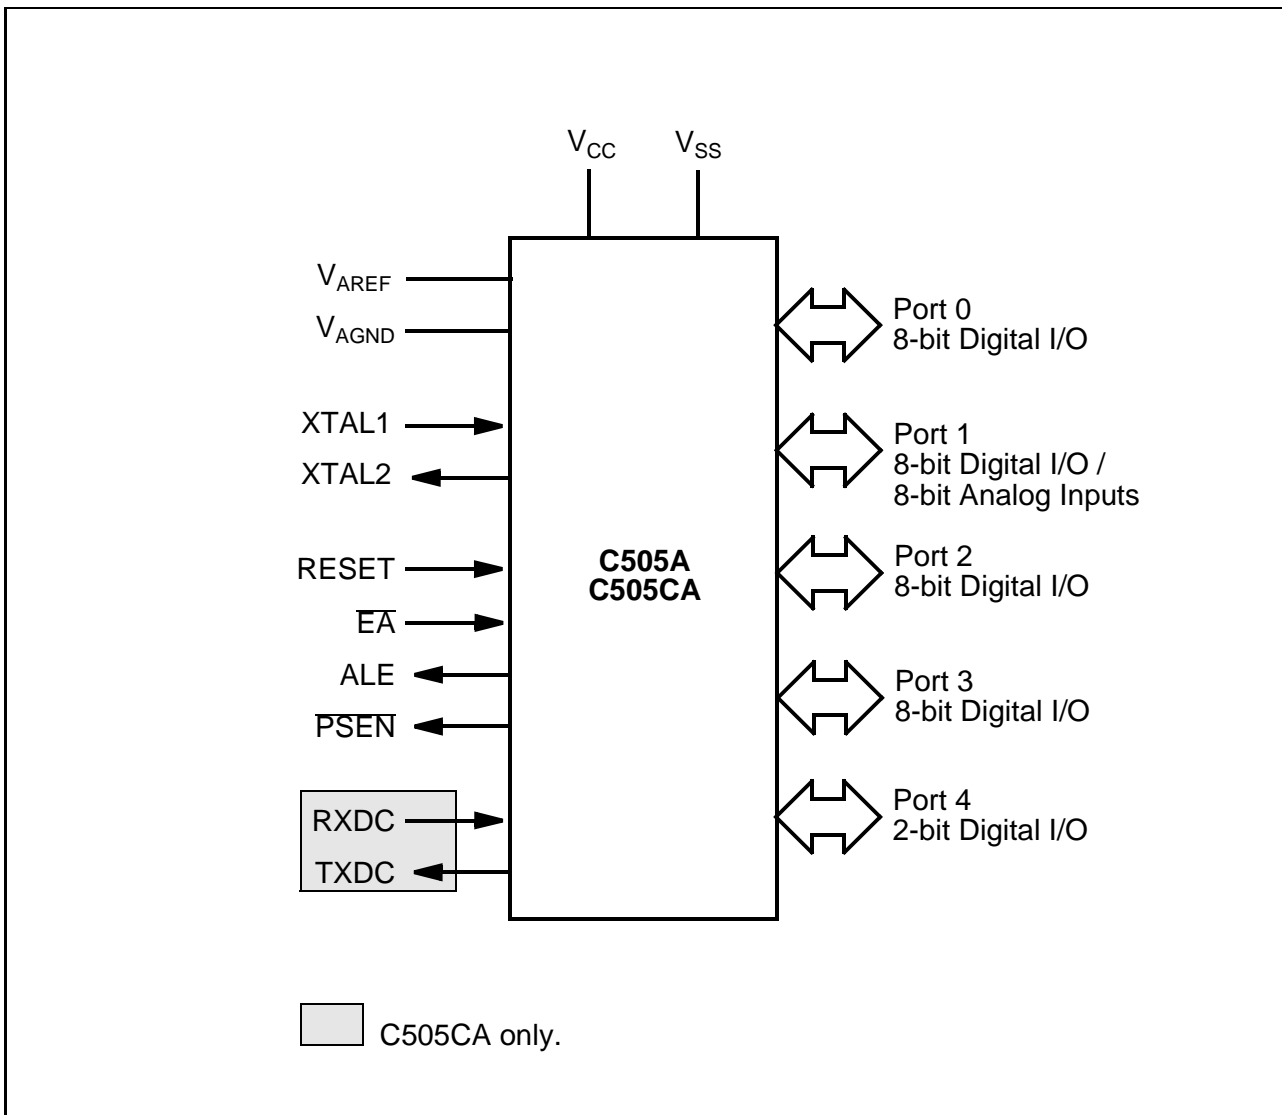 VCC
VSS
VAREF
VAGND
XTAL1
XTAL2
RESET
EA
ALE
PSEN
RXDC
TXDC
C505A
C505CA
Port 0
8-bit Digital I/O
Port 1
8-bit Digital I/O /
8-bit Analog Inputs
Port 2
8-bit Digital I/O
Port 3
8-bit Digital I/O
Port 4
2-bit Digital I/O
C505CA only.